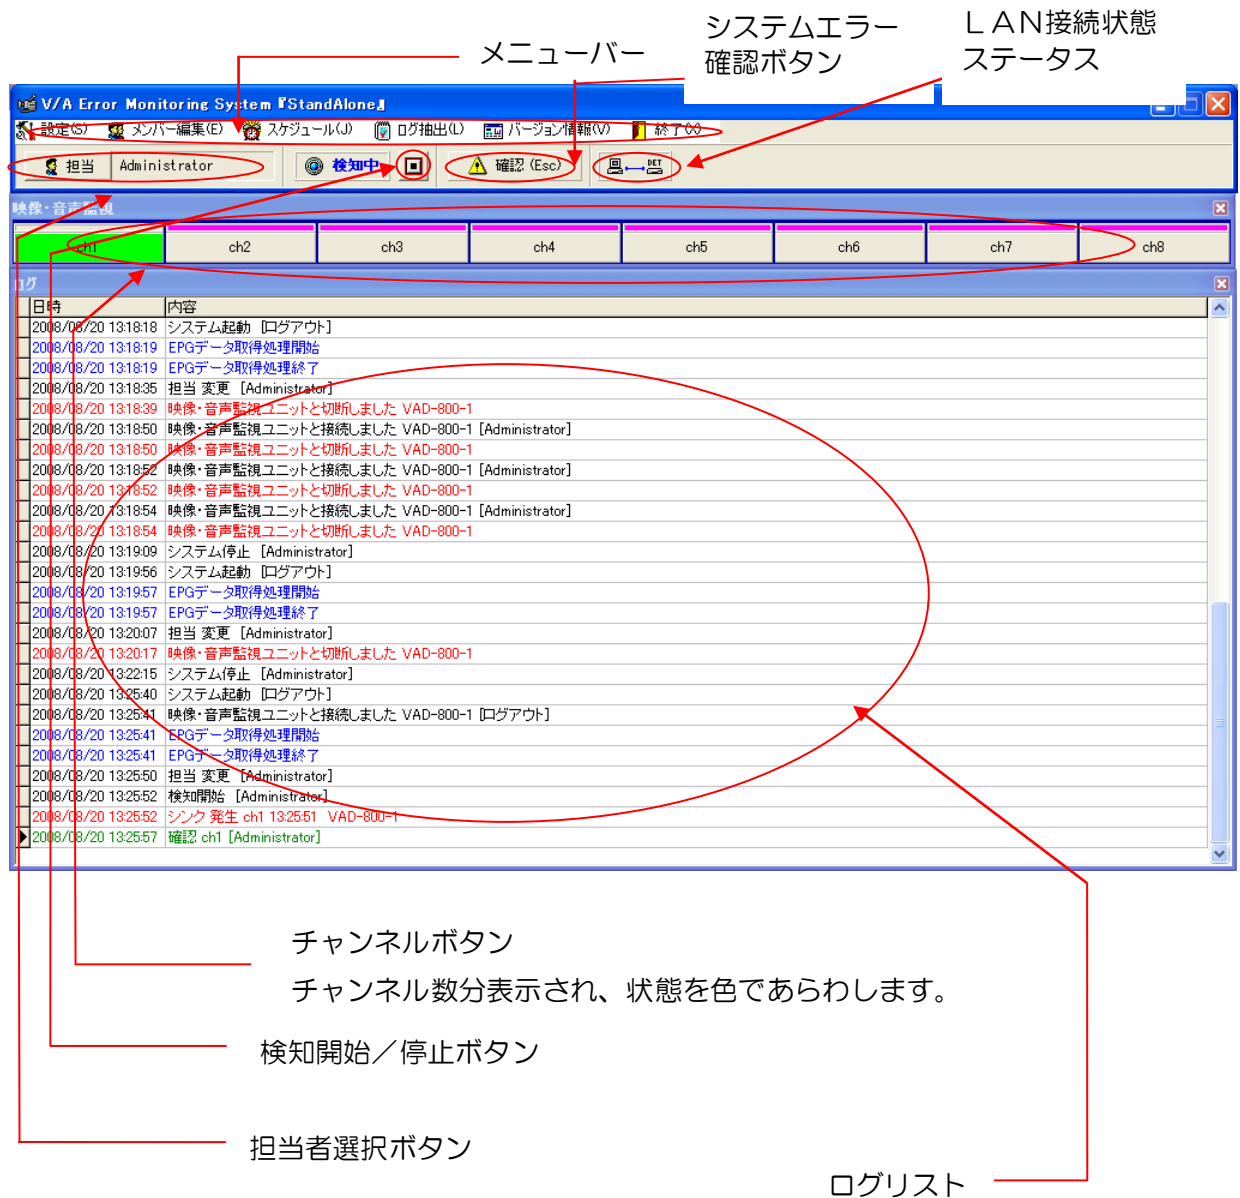 メニューバー
システムエラー
確認ボタン
ＬＡＮ接続状態
ステータス
V/A Error Monitoring System『StandAlone』
設定(S) メンバー編集(E) スケジュール(J) ログ抽出(L) バージョン情報(V) 終了(X)
担当 Administrator 検知中 確認 (Esc) DET
映像・音声監視
ch1 ch2 ch3 ch4 ch5 ch6 ch7 ch8
ログ
日時 内容
2008/08/20 13:18:18 システム起動 [ログアウト]
2008/08/20 13:18:19 EPGデータ取得処理開始
2008/08/20 13:18:19 EPGデータ取得処理終了
2008/08/20 13:18:35 担当 変更 [Administrator]
2008/08/20 13:18:39 映像・音声監視ユニットと切断しました VAD-800-1
2008/08/20 13:18:50 映像・音声監視ユニットと接続しました VAD-800-1 [Administrator]
2008/08/20 13:18:50 映像・音声監視ユニットと切断しました VAD-800-1
2008/08/20 13:18:52 映像・音声監視ユニットと接続しました VAD-800-1 [Administrator]
2008/08/20 13:18:52 映像・音声監視ユニットと切断しました VAD-800-1
2008/08/20 13:18:54 映像・音声監視ユニットと接続しました VAD-800-1 [Administrator]
2008/08/20 13:18:54 映像・音声監視ユニットと切断しました VAD-800-1
2008/08/20 13:19:09 システム停止 [Administrator]
2008/08/20 13:19:56 システム起動 [ログアウト]
2008/08/20 13:19:57 EPGデータ取得処理開始
2008/08/20 13:19:57 EPGデータ取得処理終了
2008/08/20 13:20:07 担当 変更 [Administrator]
2008/08/20 13:20:17 映像・音声監視ユニットと切断しました VAD-800-1
2008/08/20 13:22:15 システム停止 [Administrator]
2008/08/20 13:25:40 システム起動 [ログアウト]
2008/08/20 13:25:41 映像・音声監視ユニットと接続しました VAD-800-1 [ログアウト]
2008/08/20 13:25:41 EPGデータ取得処理開始
2008/08/20 13:25:41 EPGデータ取得処理終了
2008/08/20 13:25:50 担当 変更 [Administrator]
2008/08/20 13:25:52 検知開始 [Administrator]
2008/08/20 13:25:52 シンク 発生 ch1 13:25:51 VAD-800-1
2008/08/20 13:25:57 確認 ch1 [Administrator]
チャンネルボタン
チャンネル数分表示され、状態を色であらわします。
検知開始／停止ボタン
担当者選択ボタン
ログリスト